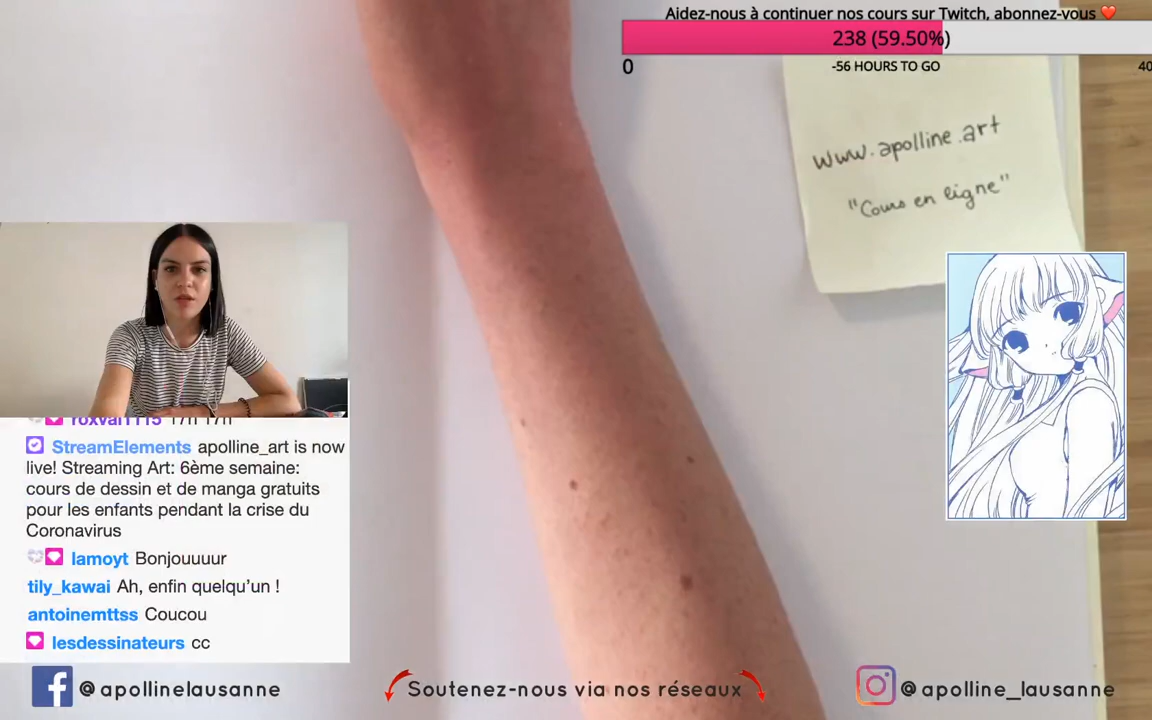 Aidez-nous à continuer nos cours sur Twitch, abonnez-vous ❤️
238 (59.50%)
0
-56 HOURS TO GO
www.apolline.art
"Cours en ligne"
roxvalt115 17h 17h
StreamElements apolline_art is now
live! Streaming Art: 6ème semaine:
cours de dessin et de manga gratuits
pour les enfants pendant la crise du
Coronavirus
lamoyt Bonjouuuur
tily_kawai Ah, enfin quelqu'un !
antoinemttss Coucou
lesdessinateurs cc
@apollinelausanne
Soutenez-nous via nos réseaux
@apolline_lausanne